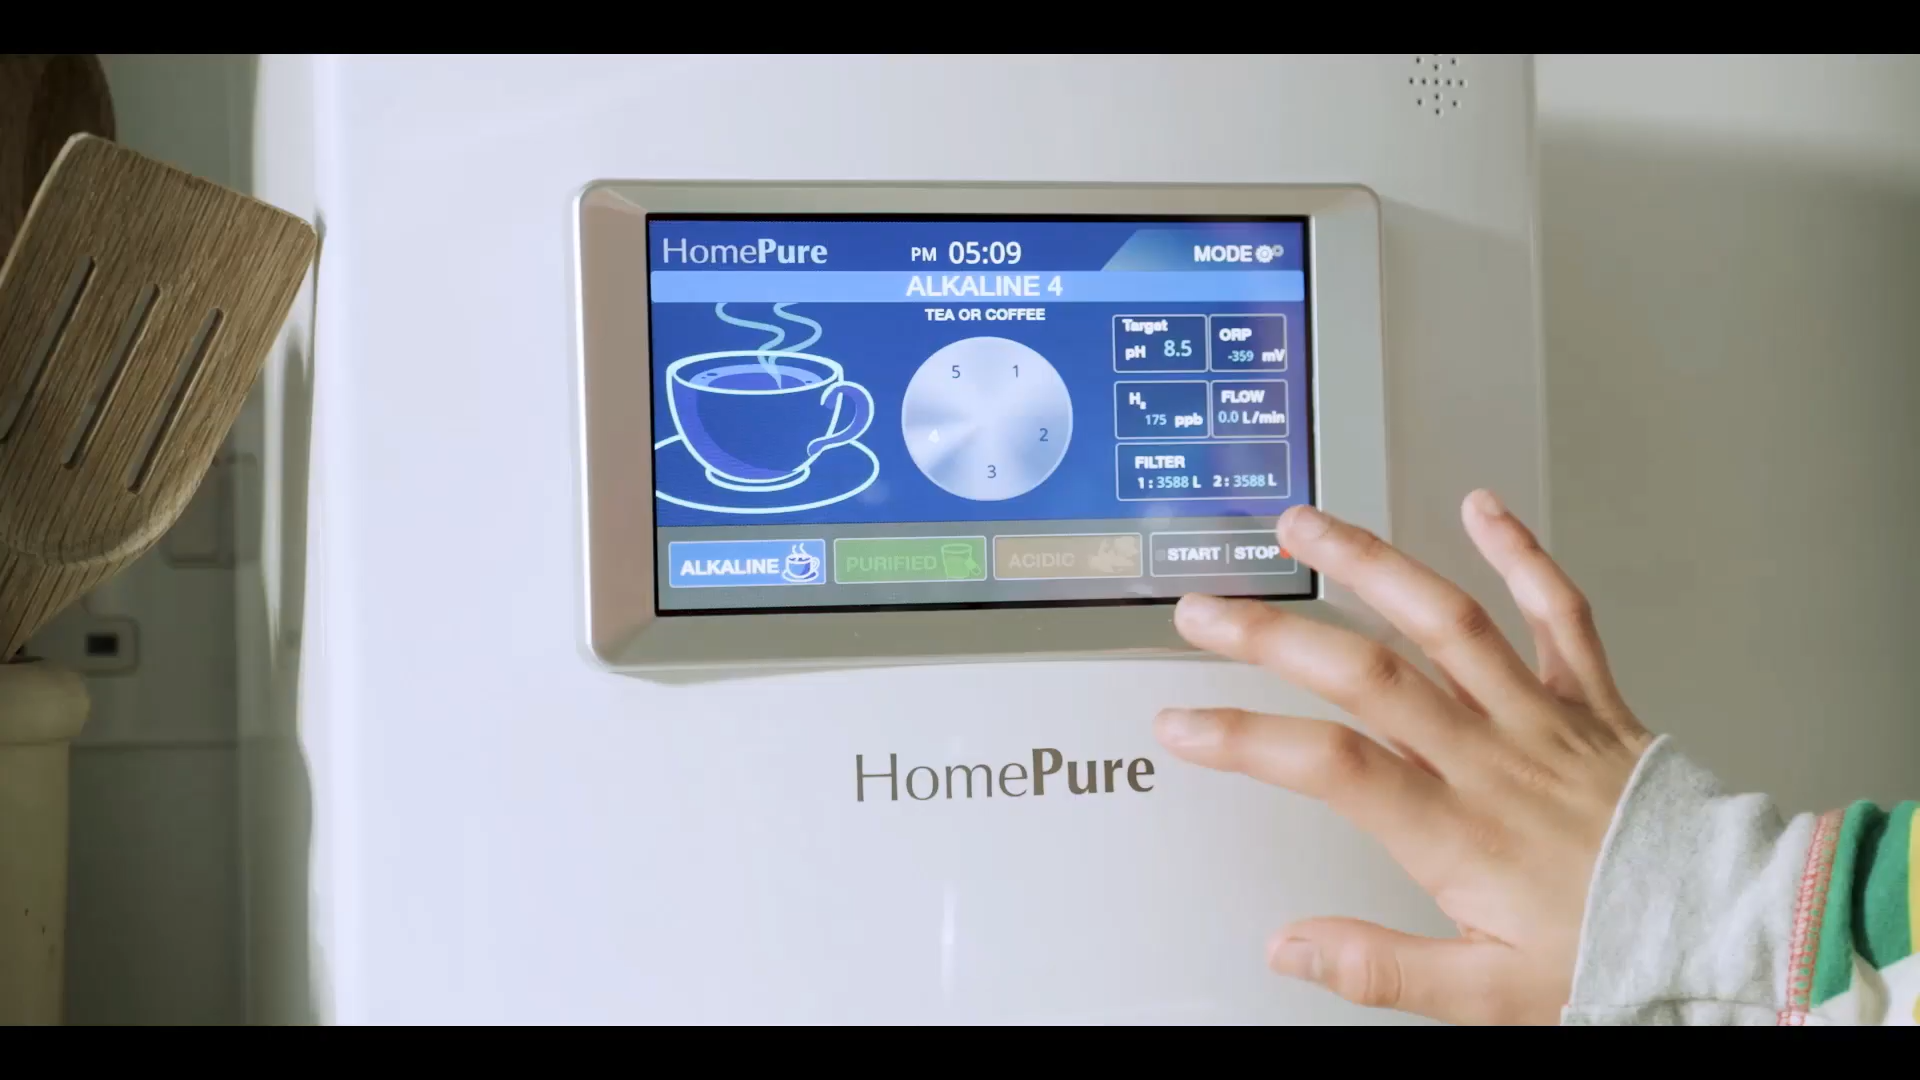 HomePure PM 05:09 MODE
ALKALINE 4
TEA OR COFFEE
5 1
4 2
3
Target
pH 8.5
ORP
-359 mV
H₂
175 ppb
FLOW
0.0 L/min
FILTER
1 : 3588 L 2 : 3588 L
ALKALINE PURIFIED ACIDIC START | STOP
HomePure